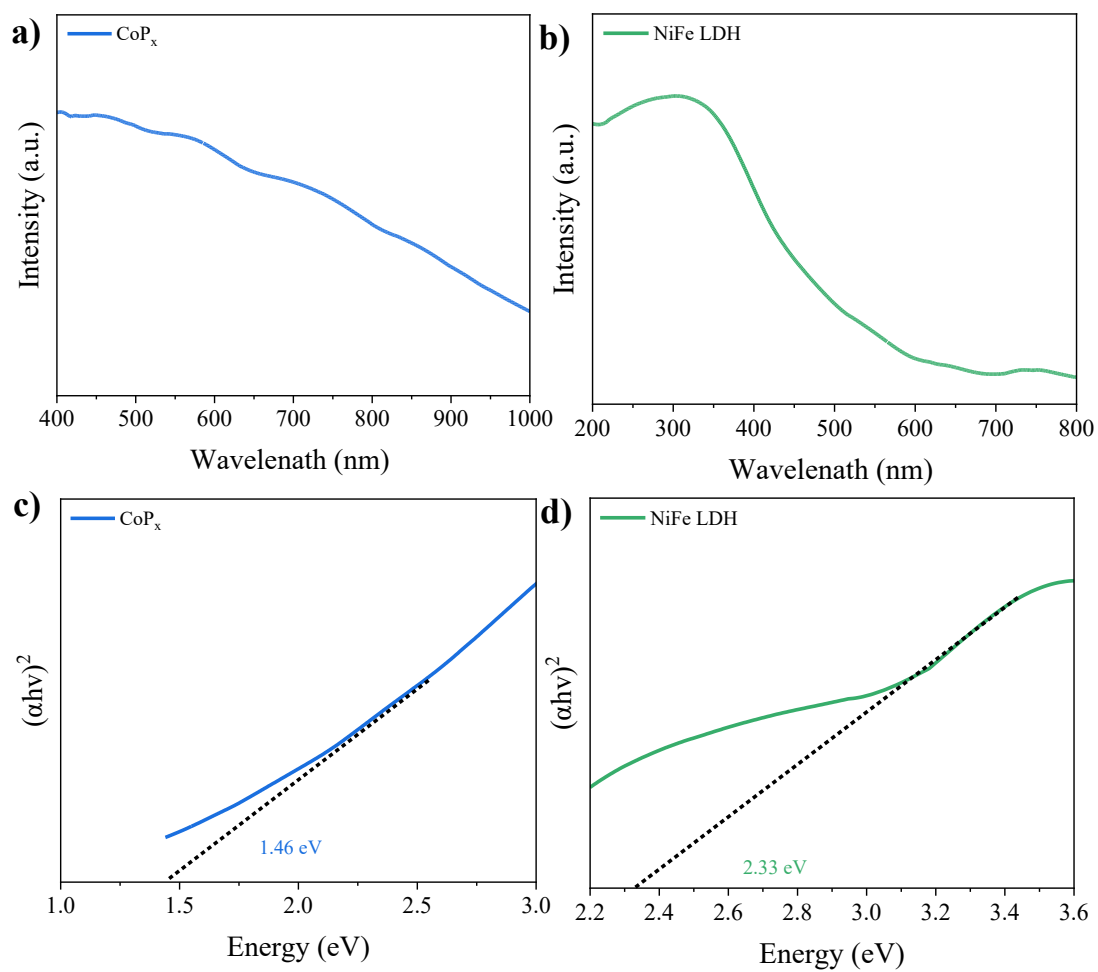 a)
CoPₓ
Intensity (a.u.)
400 500 600 700 800 900 1000
Wavelenath (nm)
b)
NiFe LDH
Intensity (a.u.)
200 300 400 500 600 700 800
Wavelenath (nm)
c)
CoPₓ
(αhv)²
1.46 eV
1.0 1.5 2.0 2.5 3.0
Energy (eV)
d)
NiFe LDH
(αhv)²
2.33 eV
2.2 2.4 2.6 2.8 3.0 3.2 3.4 3.6
Energy (eV)